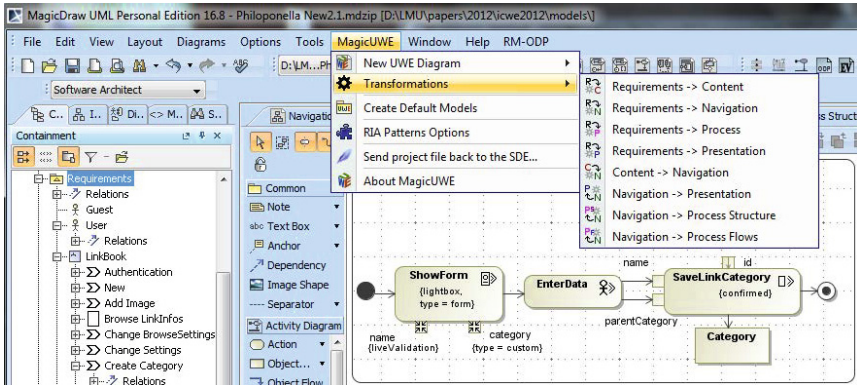 MagicDraw UML Personal Edition 16.8 - Philoponella New2.1.mdzip [D:\LMU\papers\2012\icwe2012\models\]
File Edit View Layout Diagrams Options Tools MagicUWE Window Help RM-ODP
D:\LM...Ph
Software Architect
New UWE Diagram
Transformations
Create Default Models
RIA Patterns Options
Send project file back to the SDE...
About MagicUWE
Requirements -> Content
Requirements -> Navigation
Requirements -> Process
Requirements -> Presentation
Content -> Navigation
Navigation -> Presentation
Navigation -> Process Structure
Navigation -> Process Flows
C.. I.. Di.. <> M.. S..
Navigatio
s Struct
Containment
Requirements
Relations
Guest
User
Relations
LinkBook
Authentication
New
Add Image
Browse LinkInfos
Change BrowseSettings
Change Settings
Create Category
Relations
Common
Note
abc Text Box
Anchor
Dependency
Image Shape
Separator
Activity Diagram
Action
Object...
Object Flow
ShowForm
{lightbox,
type = form}
name
{liveValidation}
category
{type = custom}
EnterData
name
id
parentCategory
SaveLinkCategory
{confirmed}
Category